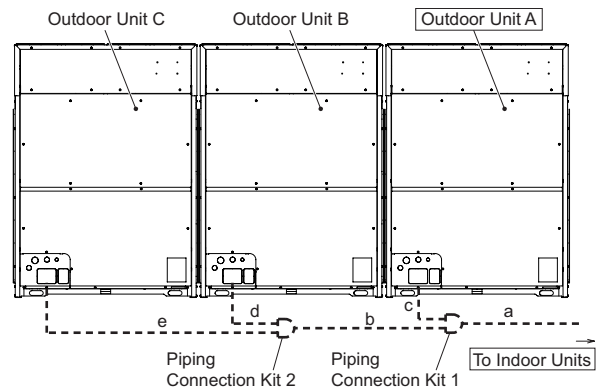 Outdoor Unit C
Outdoor Unit B
Outdoor Unit A
e
d
b
c
a
Piping
Connection Kit 2
Piping
Connection Kit 1
To Indoor Units